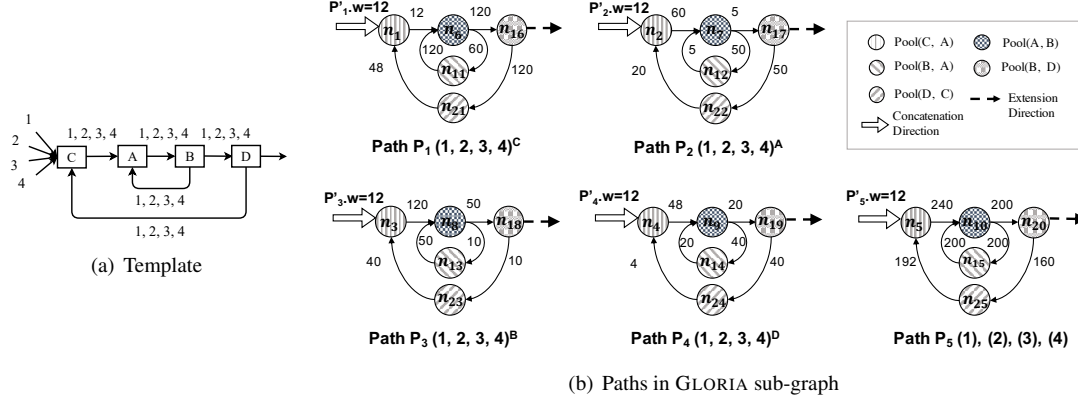 1
2
3
4
1, 2, 3, 4
1, 2, 3, 4
1, 2, 3, 4
C
A
B
D
1, 2, 3, 4
1, 2, 3, 4
(a) Template
P'₁.w=12
12
120
n₁
n₆
n₁₆
120
60
n₁₁
48
120
n₂₁
Path P₁ (1, 2, 3, 4)ᶜ
P'₂.w=12
60
5
n₂
n₇
n₁₇
5
50
n₁₂
20
50
n₂₂
Path P₂ (1, 2, 3, 4)ᴬ
Pool(C, A)
Pool(A, B)
Pool(B, A)
Pool(B, D)
Pool(D, C)
Extension
Direction
Concatenation
Direction
P'₃.w=12
120
50
n₃
n₈
n₁₈
50
10
n₁₃
40
10
n₂₃
Path P₃ (1, 2, 3, 4)ᴮ
P'₄.w=12
48
20
n₄
n₉
n₁₉
20
40
n₁₄
4
40
n₂₄
Path P₄ (1, 2, 3, 4)ᴰ
P'₅.w=12
240
200
n₅
n₁₀
n₂₀
200
200
n₁₅
192
160
n₂₅
Path P₅ (1), (2), (3), (4)
(b) Paths in GLORIA sub-graph